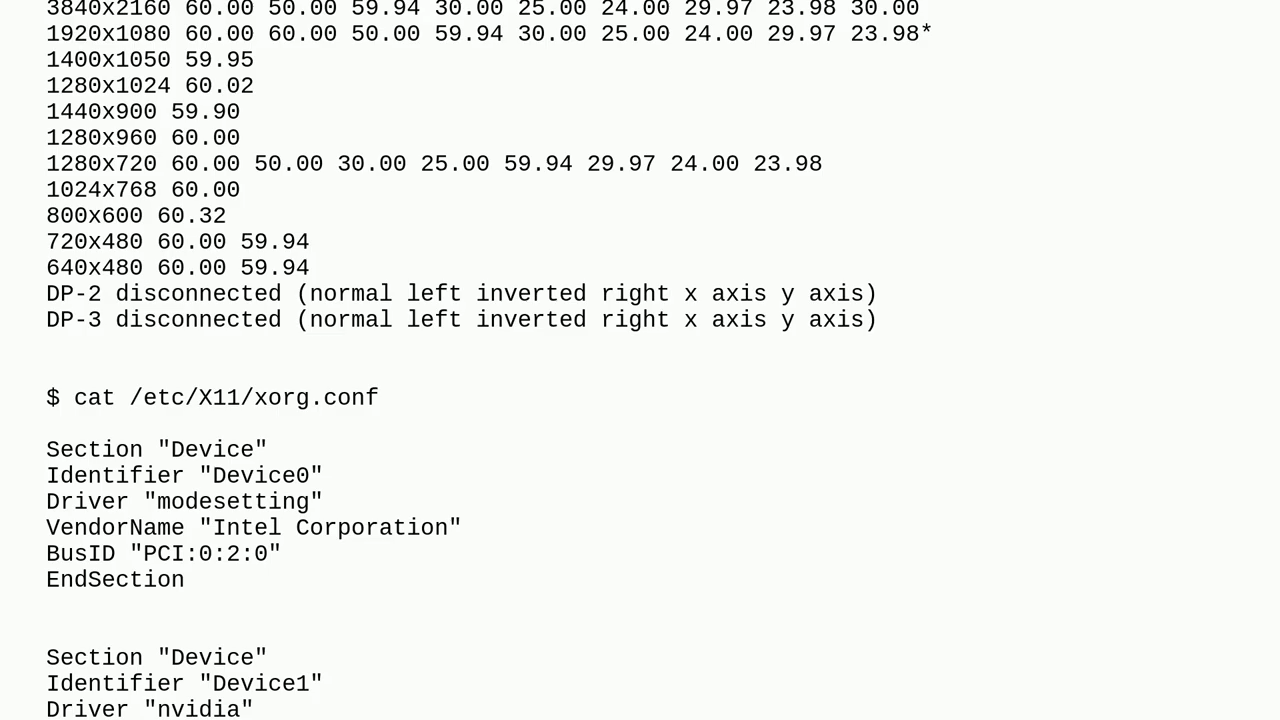 3840x2160 60.00 50.00 59.94 30.00 25.00 24.00 29.97 23.98 30.00
1920x1080 60.00 60.00 50.00 59.94 30.00 25.00 24.00 29.97 23.98*
1400x1050 59.95
1280x1024 60.02
1440x900 59.90
1280x960 60.00
1280x720 60.00 50.00 30.00 25.00 59.94 29.97 24.00 23.98
1024x768 60.00
800x600 60.32
720x480 60.00 59.94
640x480 60.00 59.94
DP-2 disconnected (normal left inverted right x axis y axis)
DP-3 disconnected (normal left inverted right x axis y axis)
$ cat /etc/X11/xorg.conf
Section "Device"
Identifier "Device0"
Driver "modesetting"
VendorName "Intel Corporation"
BusID "PCI:0:2:0"
EndSection
Section "Device"
Identifier "Device1"
Driver "nvidia"